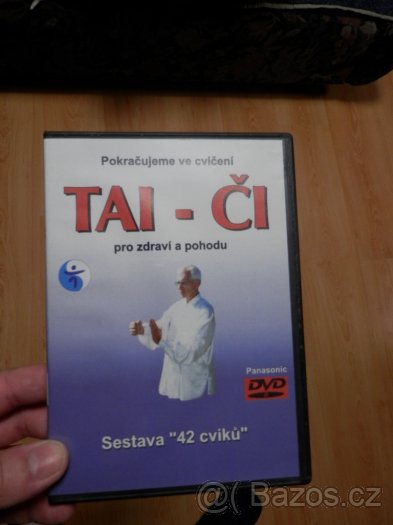 Pokračujeme ve cvičení
TAI - ČI
pro zdraví a pohodu
Panasonic
DVD
Sestava "42 cviků"
@ Bazos.cz